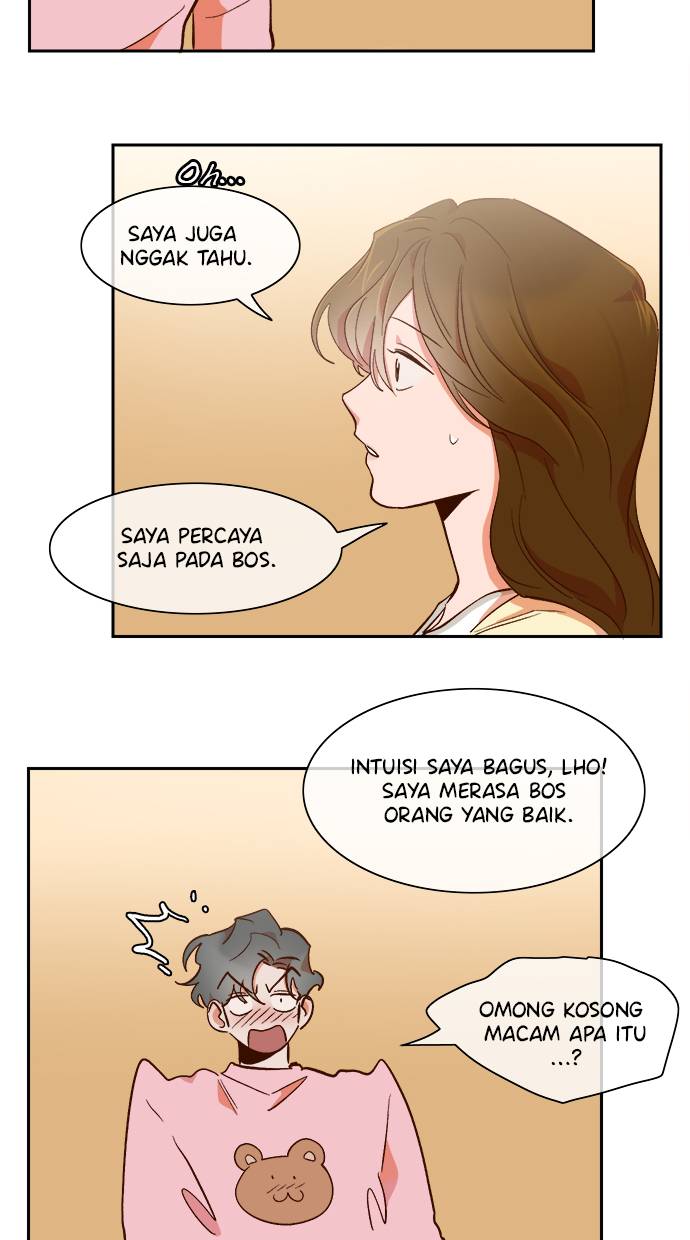 Oh...
SAYA JUGA
NGGAK TAHU.
SAYA PERCAYA
SAJA PADA BOS.
INTUISI SAYA BAGUS, LHO!
SAYA MERASA BOS
ORANG YANG BAIK.
OMONG KOSONG
MACAM APA ITU
...?